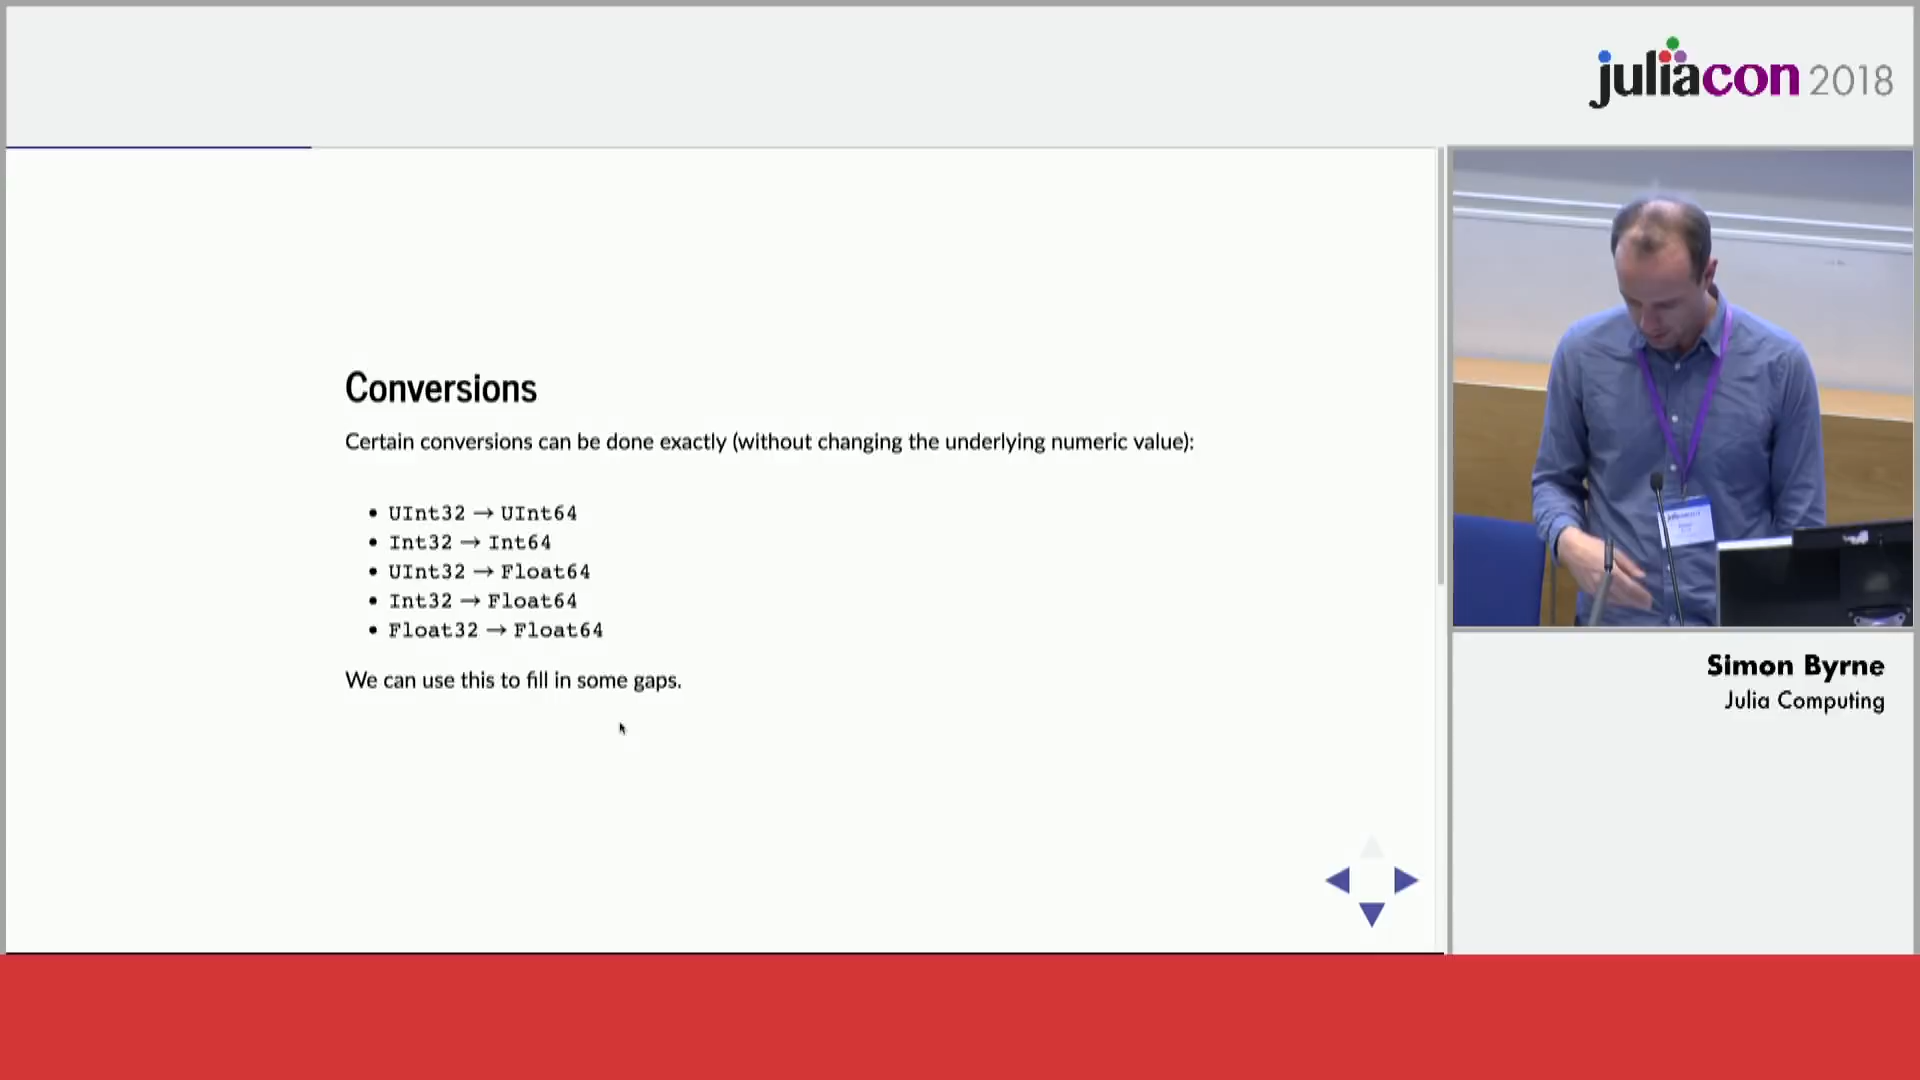 juliacon 2018
Conversions
Certain conversions can be done exactly (without changing the underlying numeric value):
• UInt32 → UInt64
• Int32 → Int64
• UInt32 → Float64
• Int32 → Float64
• Float32 → Float64
We can use this to fill in some gaps.
Simon Byrne
Julia Computing